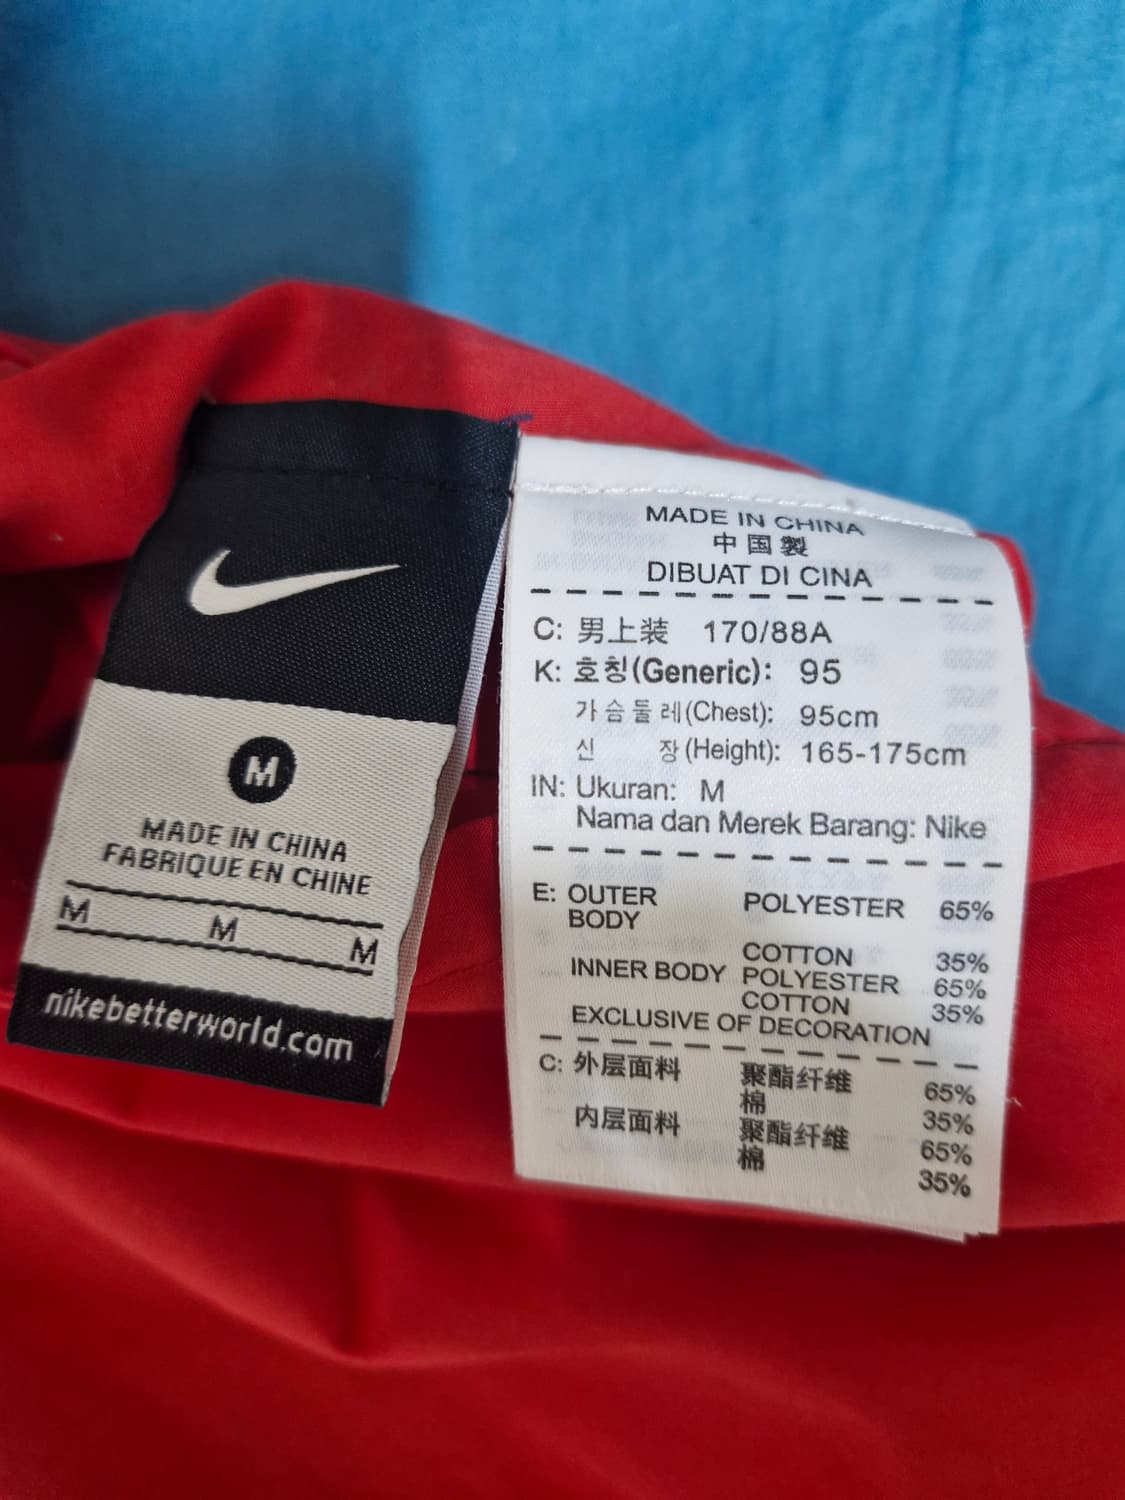 M
MADE IN CHINA
FABRIQUE EN CHINE
M M M
nikebetterworld.com
MADE IN CHINA
中国製
DIBUAT DI CINA
C: 男上装 170/88A
K: 호칭(Generic): 95
가슴둘레(Chest): 95cm
신 장(Height): 165-175cm
IN: Ukuran: M
Nama dan Merek Barang: Nike
E: OUTER BODY POLYESTER 65%
COTTON 35%
INNER BODY POLYESTER 65%
COTTON 35%
EXCLUSIVE OF DECORATION
C: 外层面料 聚酯纤维 65%
棉 35%
内层面料 聚酯纤维 65%
棉 35%